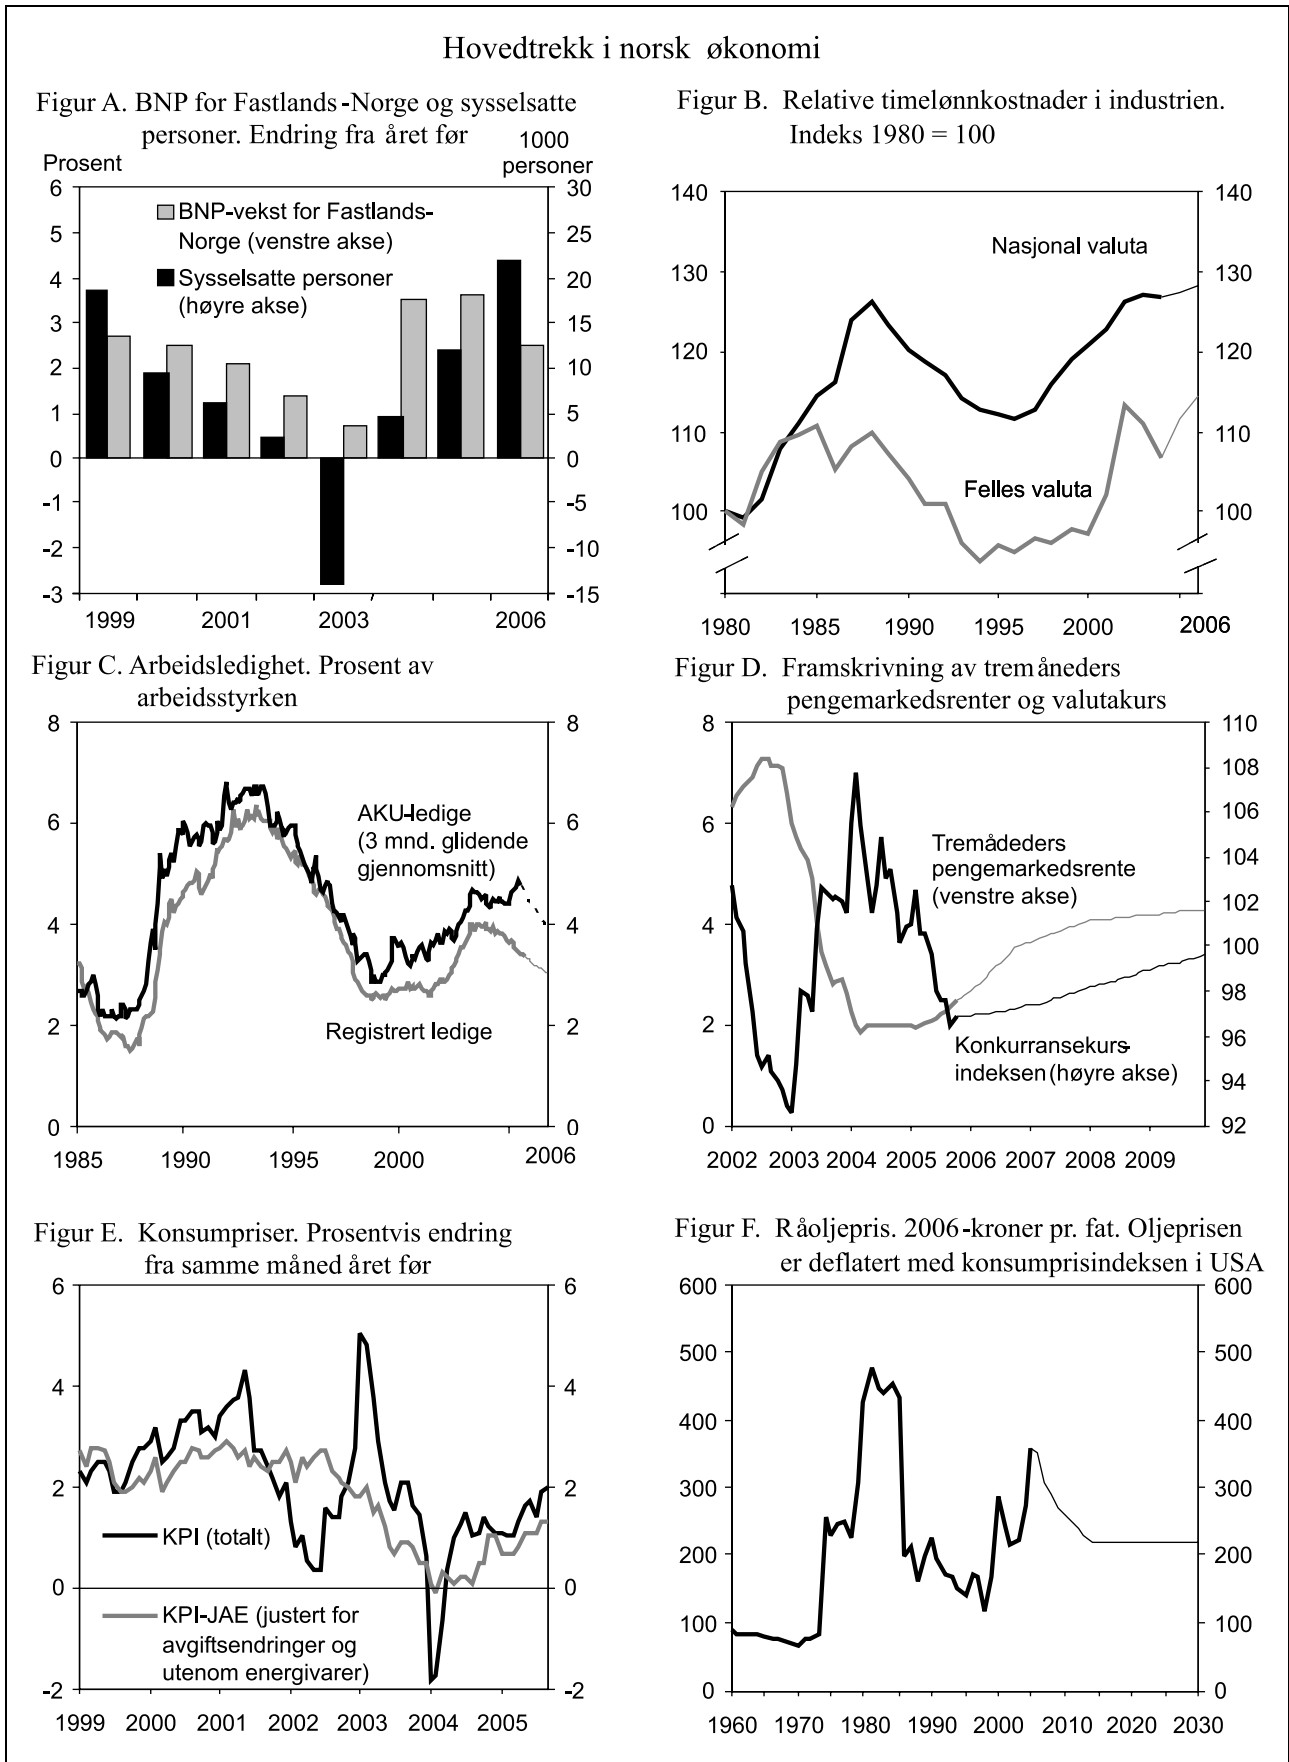 Hovedtrekk i norsk økonomi
Figur A. BNP for Fastlands-Norge og sysselsatte
personer. Endring fra året før
Prosent
1000
personer
6
5
4
3
2
1
0
-1
-2
-3
30
25
20
15
10
5
0
-5
-10
-15
BNP-vekst for Fastlands-
Norge (venstre akse)
Sysselsatte personer
(høyre akse)
1999 2001 2003 2006
Figur B. Relative timelønnkostnader i industrien.
Indeks 1980 = 100
140
130
120
110
100
140
130
120
110
100
Nasjonal valuta
Felles valuta
1980 1985 1990 1995 2000 2006
Figur C. Arbeidsledighet. Prosent av
arbeidsstyrken
8
6
4
2
0
8
6
4
2
0
AKU-ledige
(3 mnd. glidende
gjennomsnitt)
Registrert ledige
1985 1990 1995 2000 2006
Figur D. Framskrivning av tremåneders
pengemarkedsrenter og valutakurs
8
6
4
2
0
110
108
106
104
102
100
98
96
94
92
Tremådeders
pengemarkedsrente
(venstre akse)
Konkurransekurs-
indeksen (høyre akse)
2002 2003 2004 2005 2006 2007 2008 2009
Figur E. Konsumpriser. Prosentvis endring
fra samme måned året før
6
4
2
0
-2
6
4
2
0
-2
KPI (totalt)
KPI-JAE (justert for
avgiftsendringer og
utenom energivarer)
1999 2000 2001 2002 2003 2004 2005
Figur F. Råoljepris. 2006-kroner pr. fat. Oljeprisen
er deflatert med konsumprisindeksen i USA
600
500
400
300
200
100
0
600
500
400
300
200
100
0
1960 1970 1980 1990 2000 2010 2020 2030